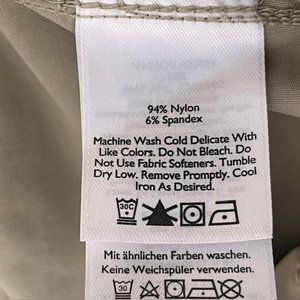 94% Nylon
6% Spandex
Machine Wash Cold Delicate With
Like Colors. Do Not Bleach. Do
Not Use Fabric Softeners. Tumble
Dry Low. Remove Promptly. Cool
Iron As Desired.
30C
Mit ähnlichen Farben waschen.
Keine Weichspüler verwenden.
30